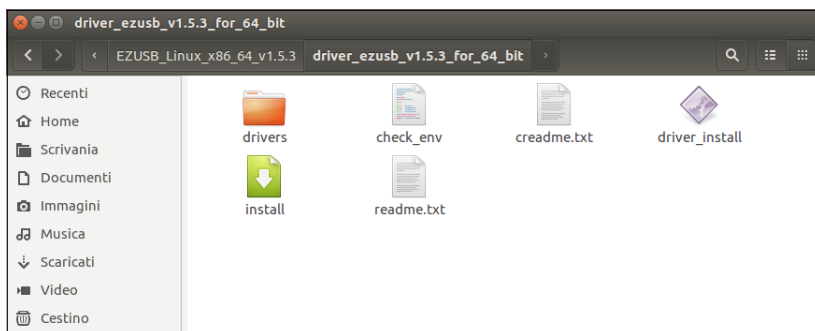 driver_ezusb_v1.5.3_for_64_bit
EZUSB_Linux_x86_64_v1.5.3 driver_ezusb_v1.5.3_for_64_bit
Recenti
Home
Scrivania
Documenti
Immagini
Musica
Scaricati
Video
Cestino
drivers check_env creadme.txt driver_install
install readme.txt